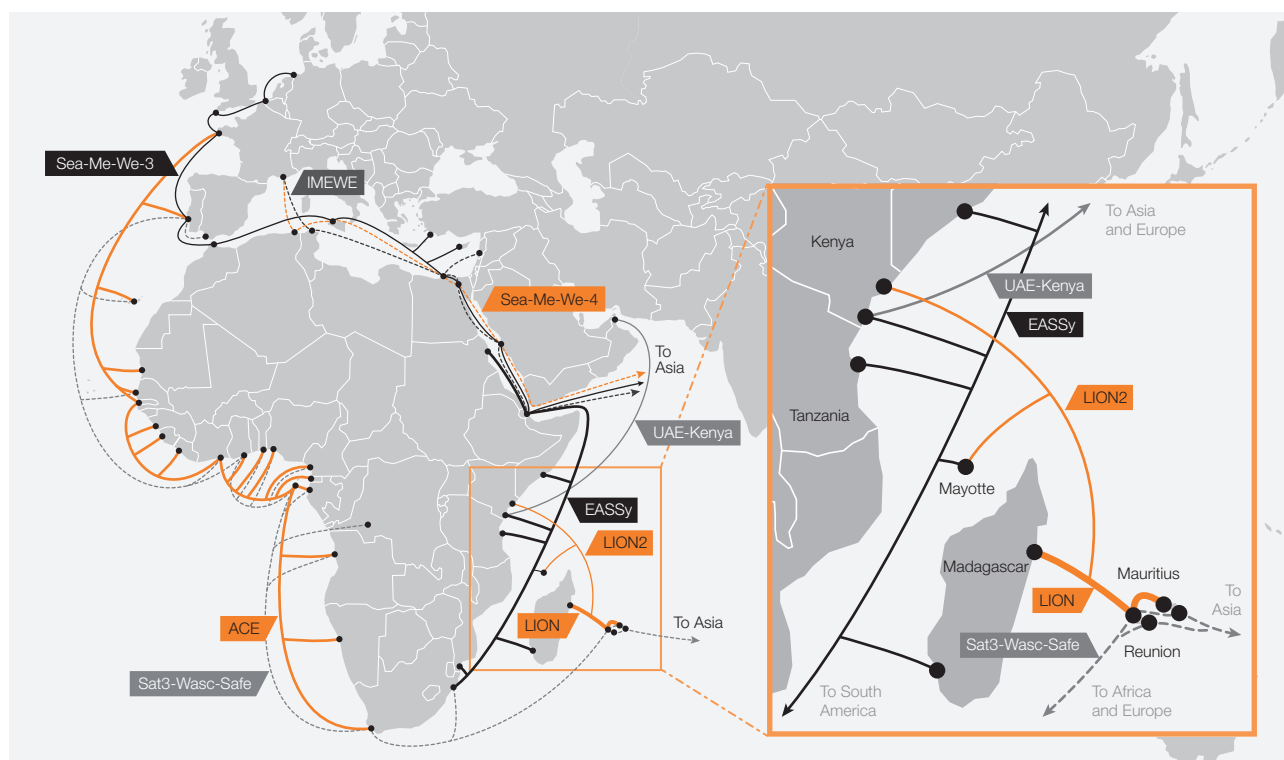 Sea-Me-We-3
IMEWE
Sea-Me-We-4
To
Asia
UAE-Kenya
EASSy
LION2
LION
To Asia
ACE
Sat3-Wasc-Safe
Kenya
To Asia
and Europe
UAE-Kenya
EASSy
LION2
Tanzania
Mayotte
Madagascar
Mauritius
LION
To
Asia
Sat3-Wasc-Safe
Reunion
To South
America
To Africa
and Europe